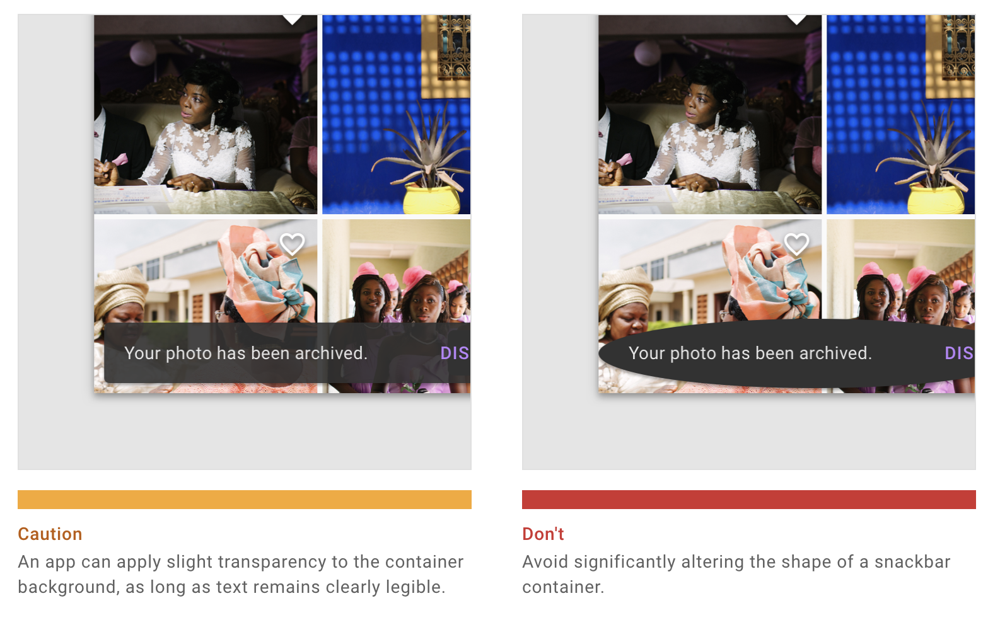 Your photo has been archived. DIS
Your photo has been archived. DIS
Caution
An app can apply slight transparency to the container
background, as long as text remains clearly legible.
Don't
Avoid significantly altering the shape of a snackbar
container.